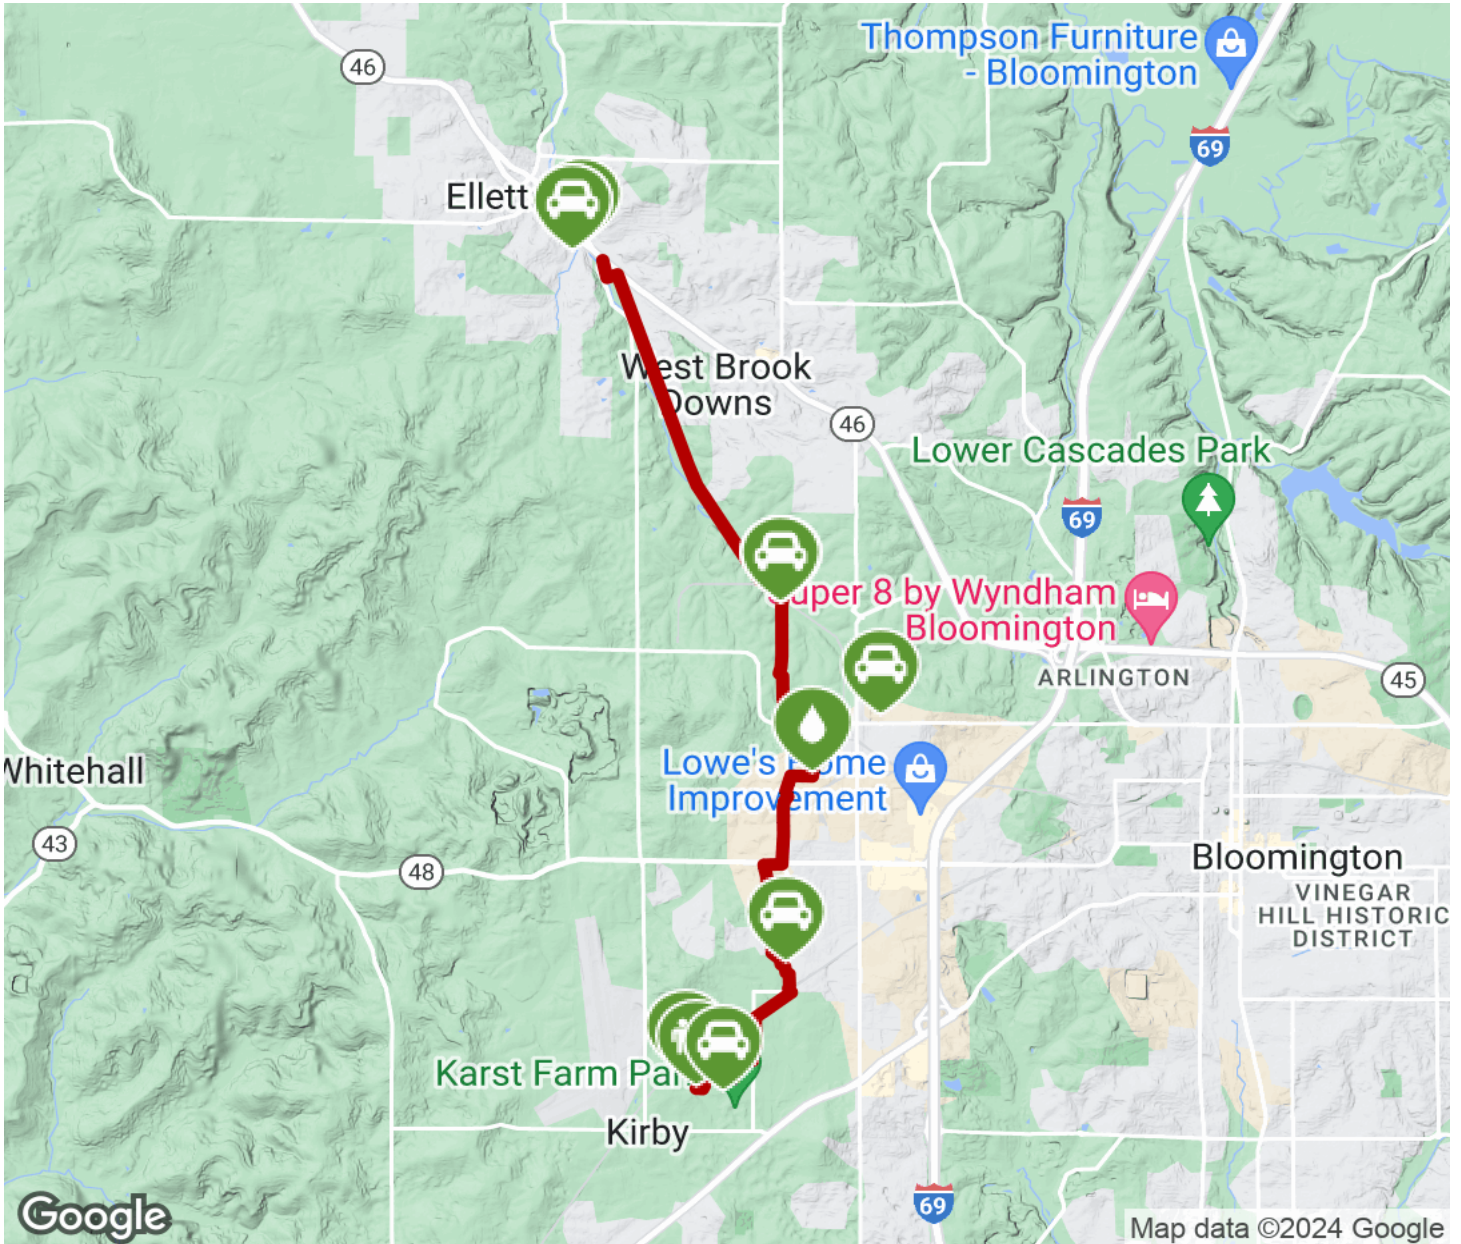 Thompson Furniture
- Bloomington
46
69
Ellett
West Brook
Downs
46
Lower Cascades Park
69
Super 8 by Wyndham
Bloomington
ARLINGTON
45
Whitehall
Lowe's Home
Improvement
43
48
Bloomington
VINEGAR
HILL HISTORIC
DISTRICT
Karst Farm Par
Kirby
69
Google
Map data ©2024 Google